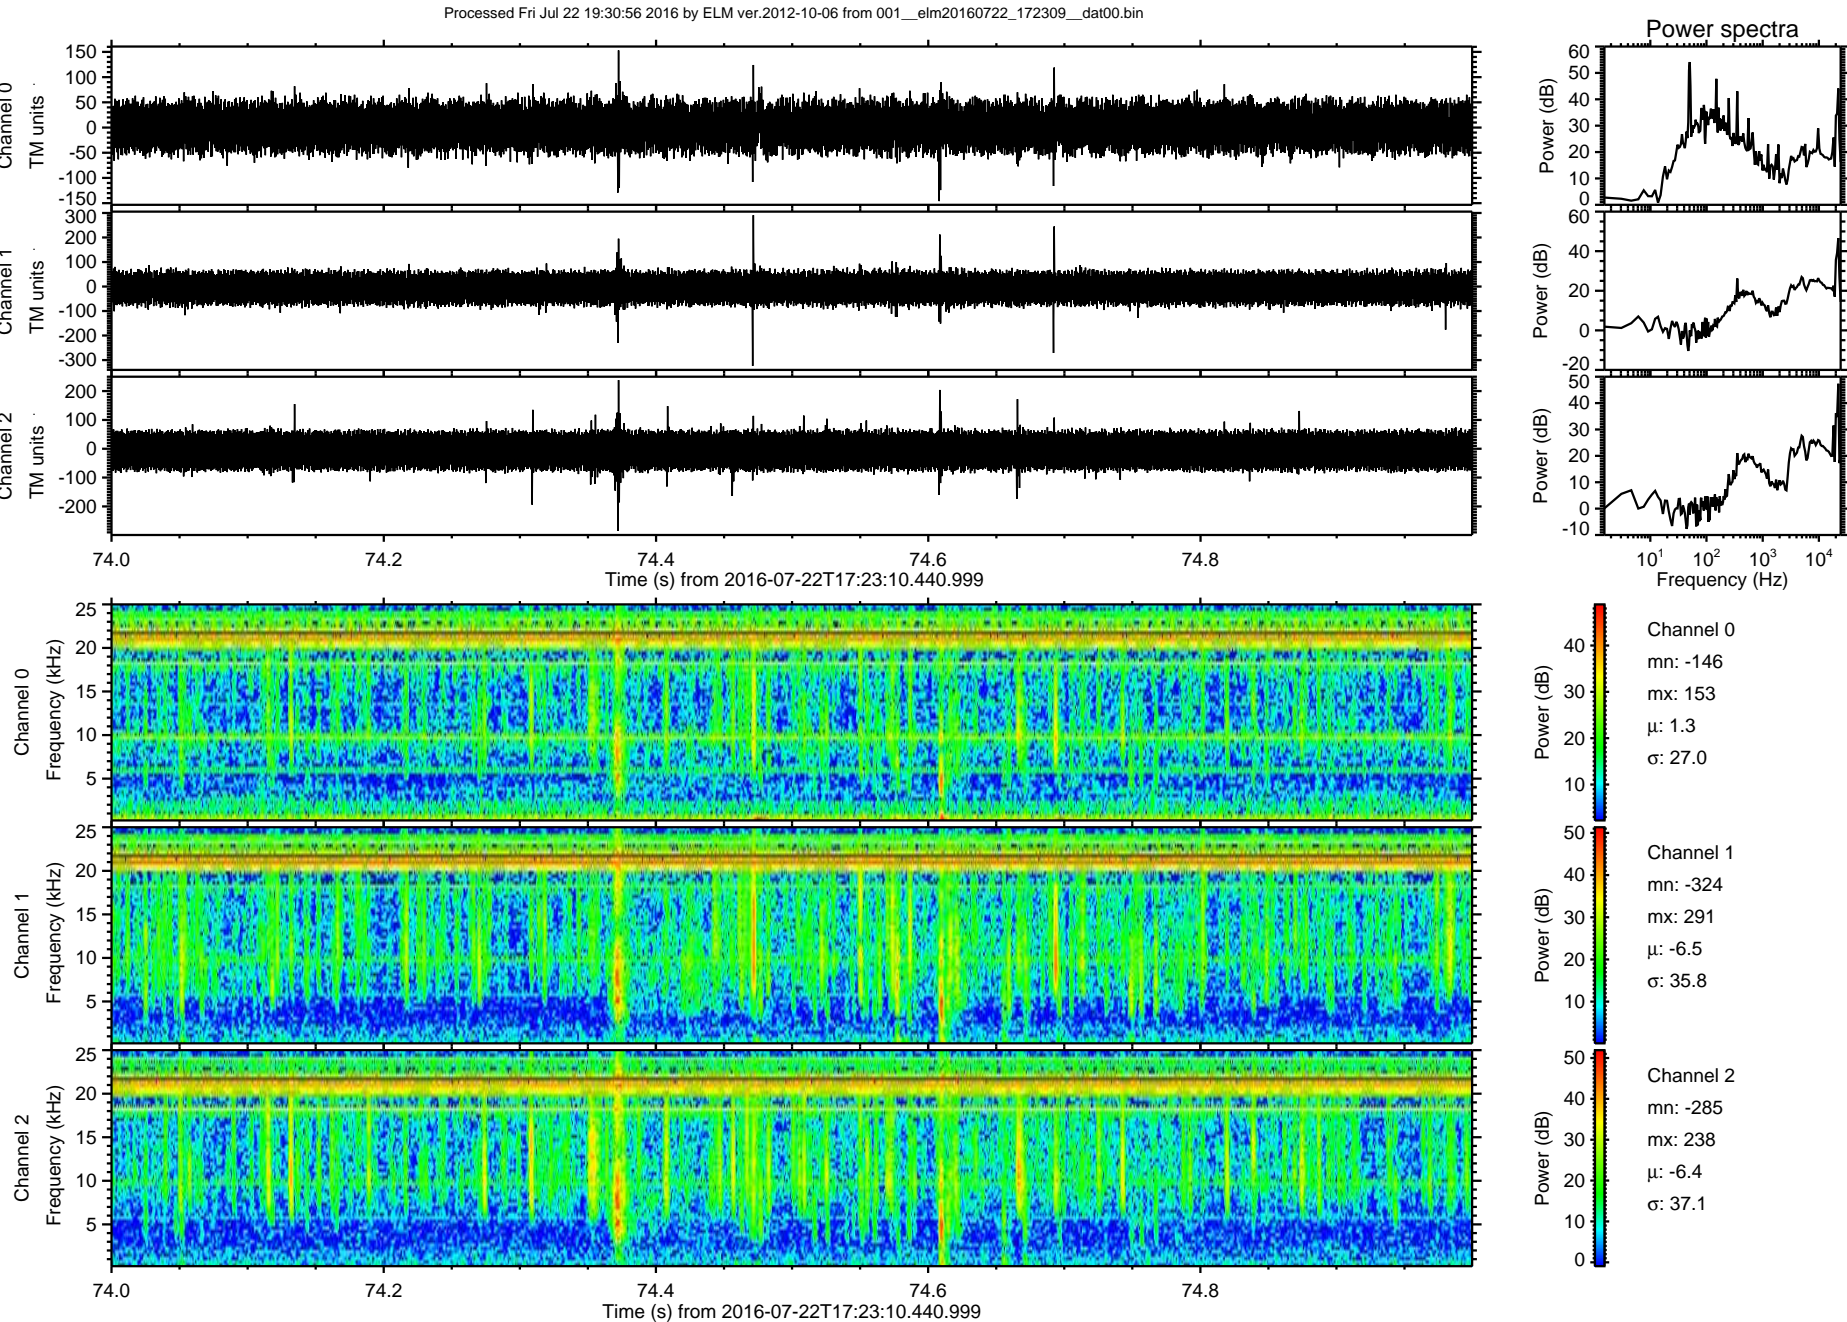 Processed Fri Jul 22 19:30:56 2016 by ELM ver.2012-10-06 from 001__elm20160722_172309__dat00.bin
Power spectra
Channel 0
TM units
150
100
50
0
-50
-100
-150
Power (dB)
60
50
40
30
20
10
0
Channel 1
TM units
300
200
100
0
-100
-200
-300
Power (dB)
60
40
20
0
-20
Channel 2
TM units
200
100
0
-100
-200
Power (dB)
50
40
30
20
10
0
-10
74.0 74.2 74.4 74.6 74.8
Time (s) from 2016-07-22T17:23:10.440.999
10^1 10^2 10^3 10^4
Frequency (Hz)
Channel 0
Frequency (kHz)
25
20
15
10
5
Power (dB)
40
30
20
10
Channel 0
mn: -146
mx: 153
μ: 1.3
σ: 27.0
Channel 1
Frequency (kHz)
25
20
15
10
5
Power (dB)
50
40
30
20
10
Channel 1
mn: -324
mx: 291
μ: -6.5
σ: 35.8
Channel 2
Frequency (kHz)
25
20
15
10
5
Power (dB)
50
40
30
20
10
0
Channel 2
mn: -285
mx: 238
μ: -6.4
σ: 37.1
74.0 74.2 74.4 74.6 74.8
Time (s) from 2016-07-22T17:23:10.440.999